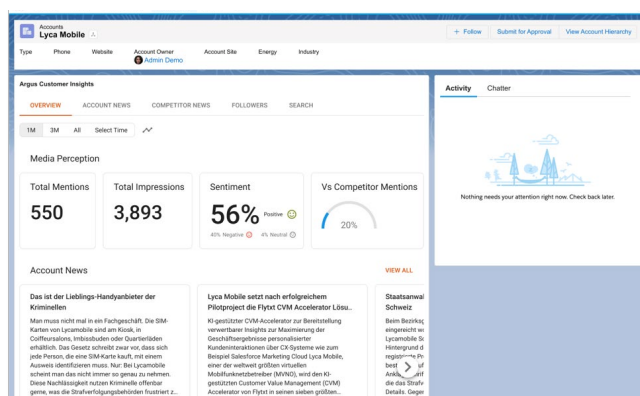 Accounts
Lyca Mobile
+ Follow
Submit for Approval
View Account Hierarchy
Type
Phone
Website
Account Owner
Account Site
Energy
Industry
Admin Demo
Argus Customer Insights
OVERVIEW
ACCOUNT NEWS
COMPETITOR NEWS
FOLLOWERS
SEARCH
1M
3M
All
Select Time
Media Perception
Total Mentions
550
Total Impressions
3,893
Sentiment
56% Positive
40% Negative
4% Neutral
Vs Competitor Mentions
20%
Account News
VIEW ALL
Das ist der Lieblings-Handyanbieter der
Kriminellen
Man muss nicht mal in ein Fachgeschäft. Die SIM-
Karten von Lycamobile sind am Kiosk, in
Coiffeursalons, Imbissbuden oder Quartierläden
erhältlich. Das Gesetz schreibt zwar vor, dass sich
jede Person, die eine SIM-Karte kauft, mit einem
Ausweis identifizieren muss. Nur: Bei Lycamobile
scheint man das nicht immer so genau zu nehmen.
Diese Nachlässigkeit nutzen Kriminelle offenbar
gerne, was die Strafverfolgungsbehörden frustriert z...
Lyca Mobile setzt nach erfolgreichem
Pilotprojekt die Flytxt CVM Accelerator Lösu..
KI-gestützter CVM-Accelerator zur Bereitstellung
verwertbarer Insights zur Maximierung der
Geschäftsergebnisse personalisierter
Kundeninteraktionen über CX-Systeme wie zum
Beispiel Salesforce Marketing Cloud Lyca Mobile,
einer der weltweit größten virtuellen
Mobilfunknetzbetreiber (MVNO), wird den KI-
gestützten Customer Value Management (CVM)
Accelerator von Flytxt in seinen sieben größten...
Staatsanwal
Schweiz
Beim Bezirksg
eingereicht we
Lycamobile Sc
Hintergrund d
best
auf
die das Strafv
Details. Geger
Activity
Chatter
Nothing needs your attention right now. Check back later.